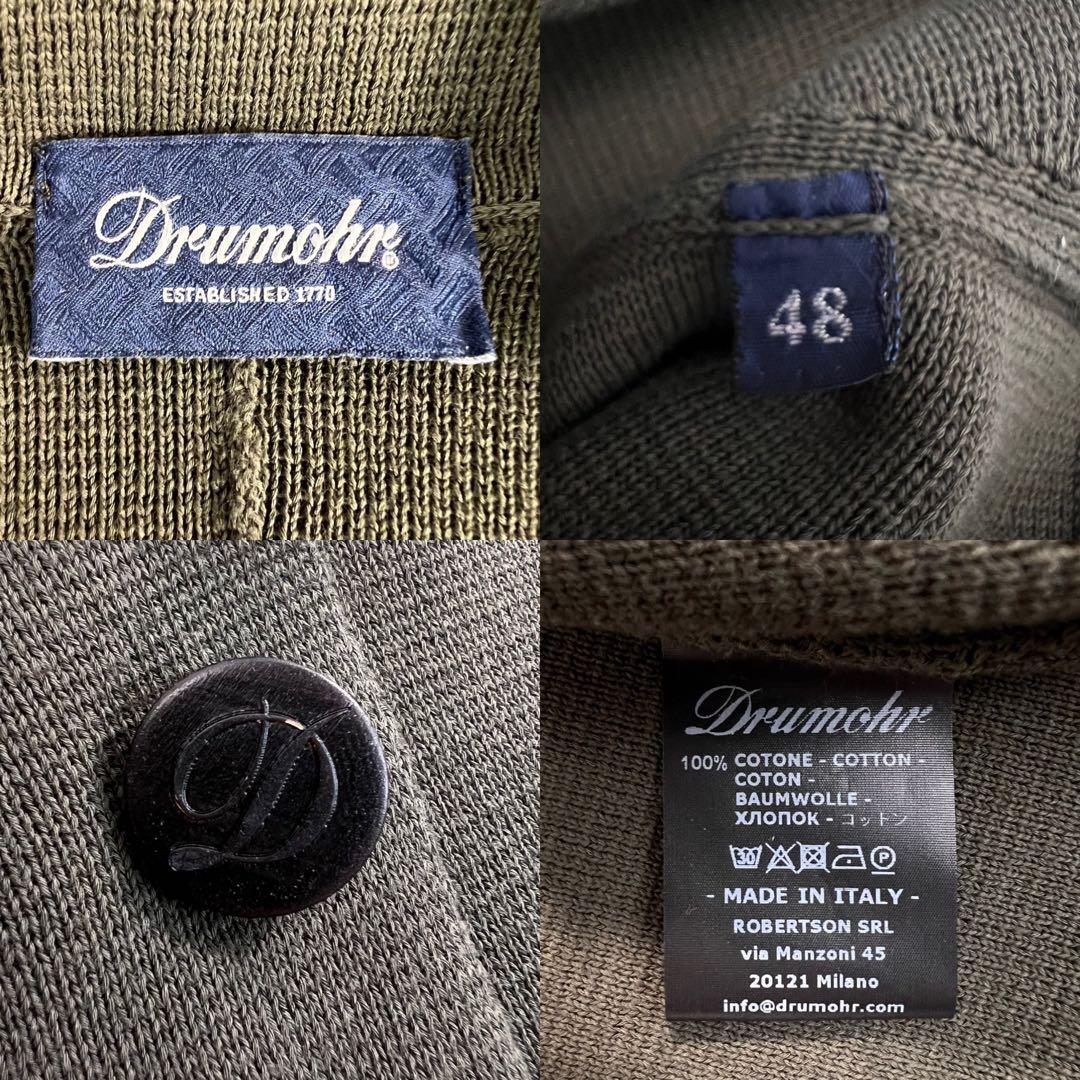 Drumohr®
ESTABLISHED 1770
48
D
Drumohr
100% COTONE - COTTON -
COTON -
BAUMWOLLE -
ХЛОПОК - コットン
30 P
- MADE IN ITALY -
ROBERTSON SRL
via Manzoni 45
20121 Milano
info@drumohr.com